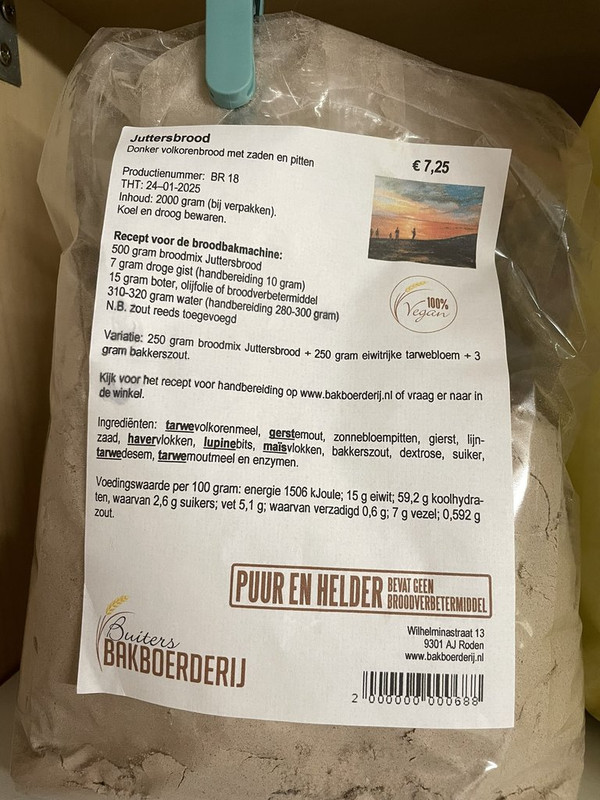 Juttersbrood
Donker volkorenbrood met zaden en pitten
€ 7,25
Productienummer: BR 18
THT: 24–01-2025
Inhoud: 2000 gram (bij verpakken).
Koel en droog bewaren.
Recept voor de broodbakmachine:
500 gram broodmix Juttersbrood
7 gram droge gist (handbereiding 10 gram)
15 gram boter, olijfolie of broodverbetermiddel
310-320 gram water (handbereiding 280-300 gram)
N.B. zout reeds toegevoegd
100%
Vegan
Variatie: 250 gram broodmix Juttersbrood + 250 gram eiwitrijke tarwebloem + 3
gram bakkerszout.
Kijk voor het recept voor handbereiding op www.bakboerderij.nl of vraag er naar in
de winkel.
Ingrediënten: tarwevolkorenmeel, gerstemout, zonnebloempitten, gierst, lijn-
zaad, havervlokken, lupinebits, maïsvlokken, bakkerszout, dextrose, suiker,
tarwedesem, tarwemoutmeel en enzymen.
Voedingswaarde per 100 gram: energie 1506 kJoule; 15 g eiwit; 59,2 g koolhydra-
ten, waarvan 2,6 g suikers; vet 5,1 g; waarvan verzadigd 0,6 g; 7 g vezel; 0,592 g
zout.
PUUR EN HELDER BEVAT GEEN
BROODVERBETERMIDDEL
Buiters
BAKBOERDERIJ
Wilhelminastraat 13
9301 AJ Roden
www.bakboerderij.nl
2 000000 000688